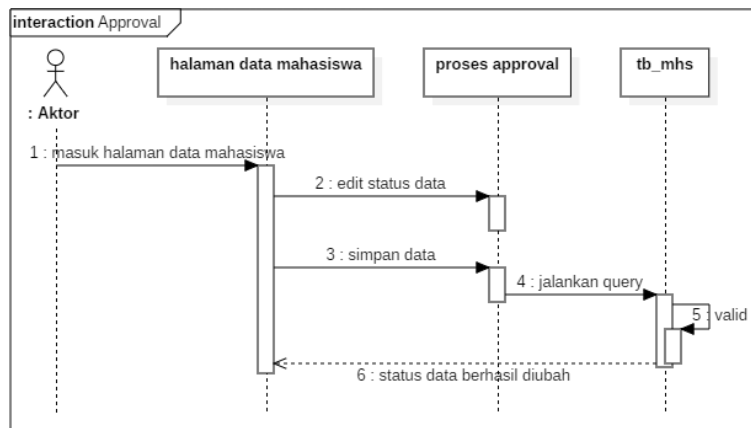 interaction Approval
halaman data mahasiswa
proses approval
tb_mhs
: Aktor
1 : masuk halaman data mahasiswa
2 : edit status data
3 : simpan data
4 : jalankan query
5 : valid
6 : status data berhasil diubah